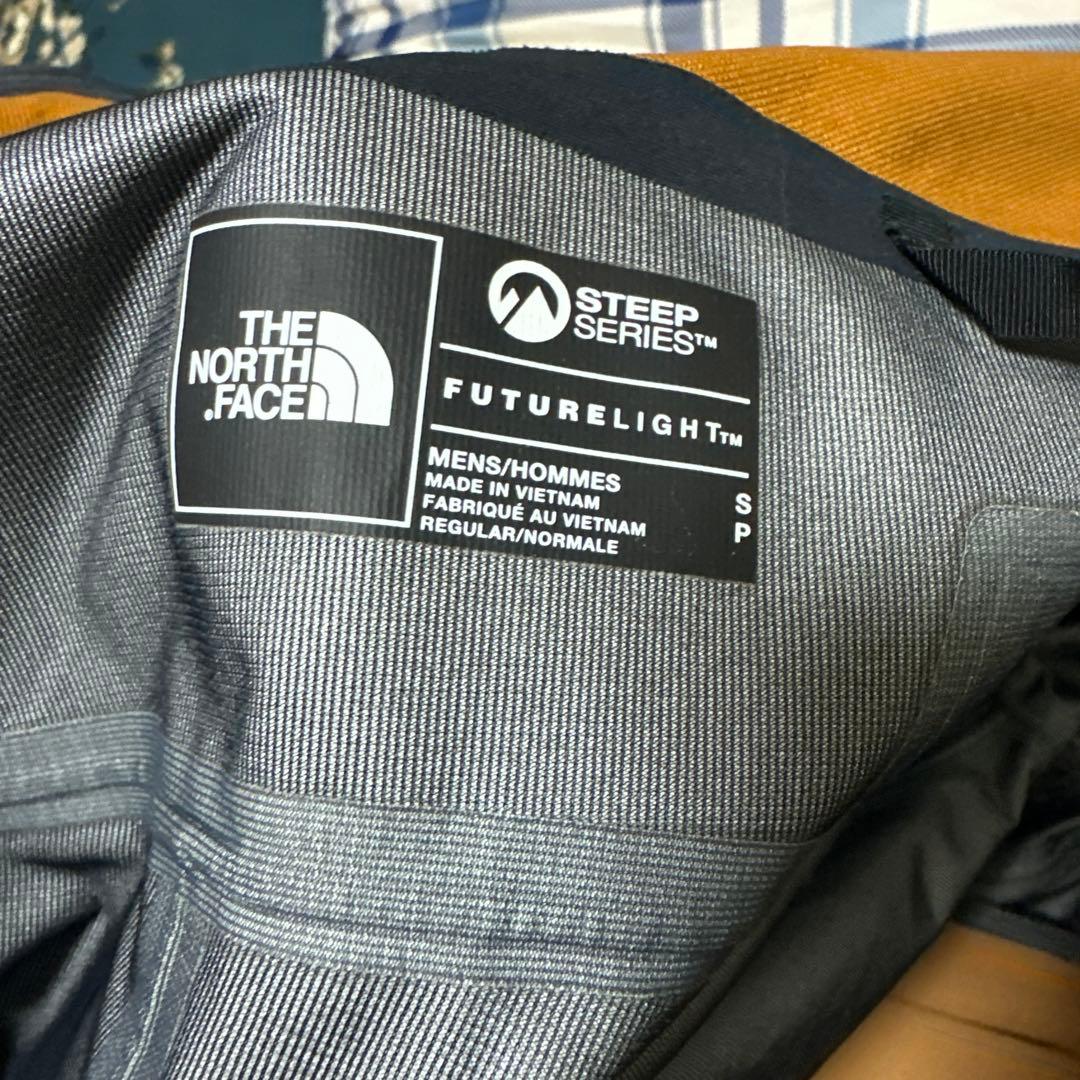 THE
NORTH
FACE
STEEP
SERIES™
FUTURELIGHT™
MENS/HOMMES
MADE IN VIETNAM
FABRIQUÉ AU VIETNAM
REGULAR/NORMALE
S
P